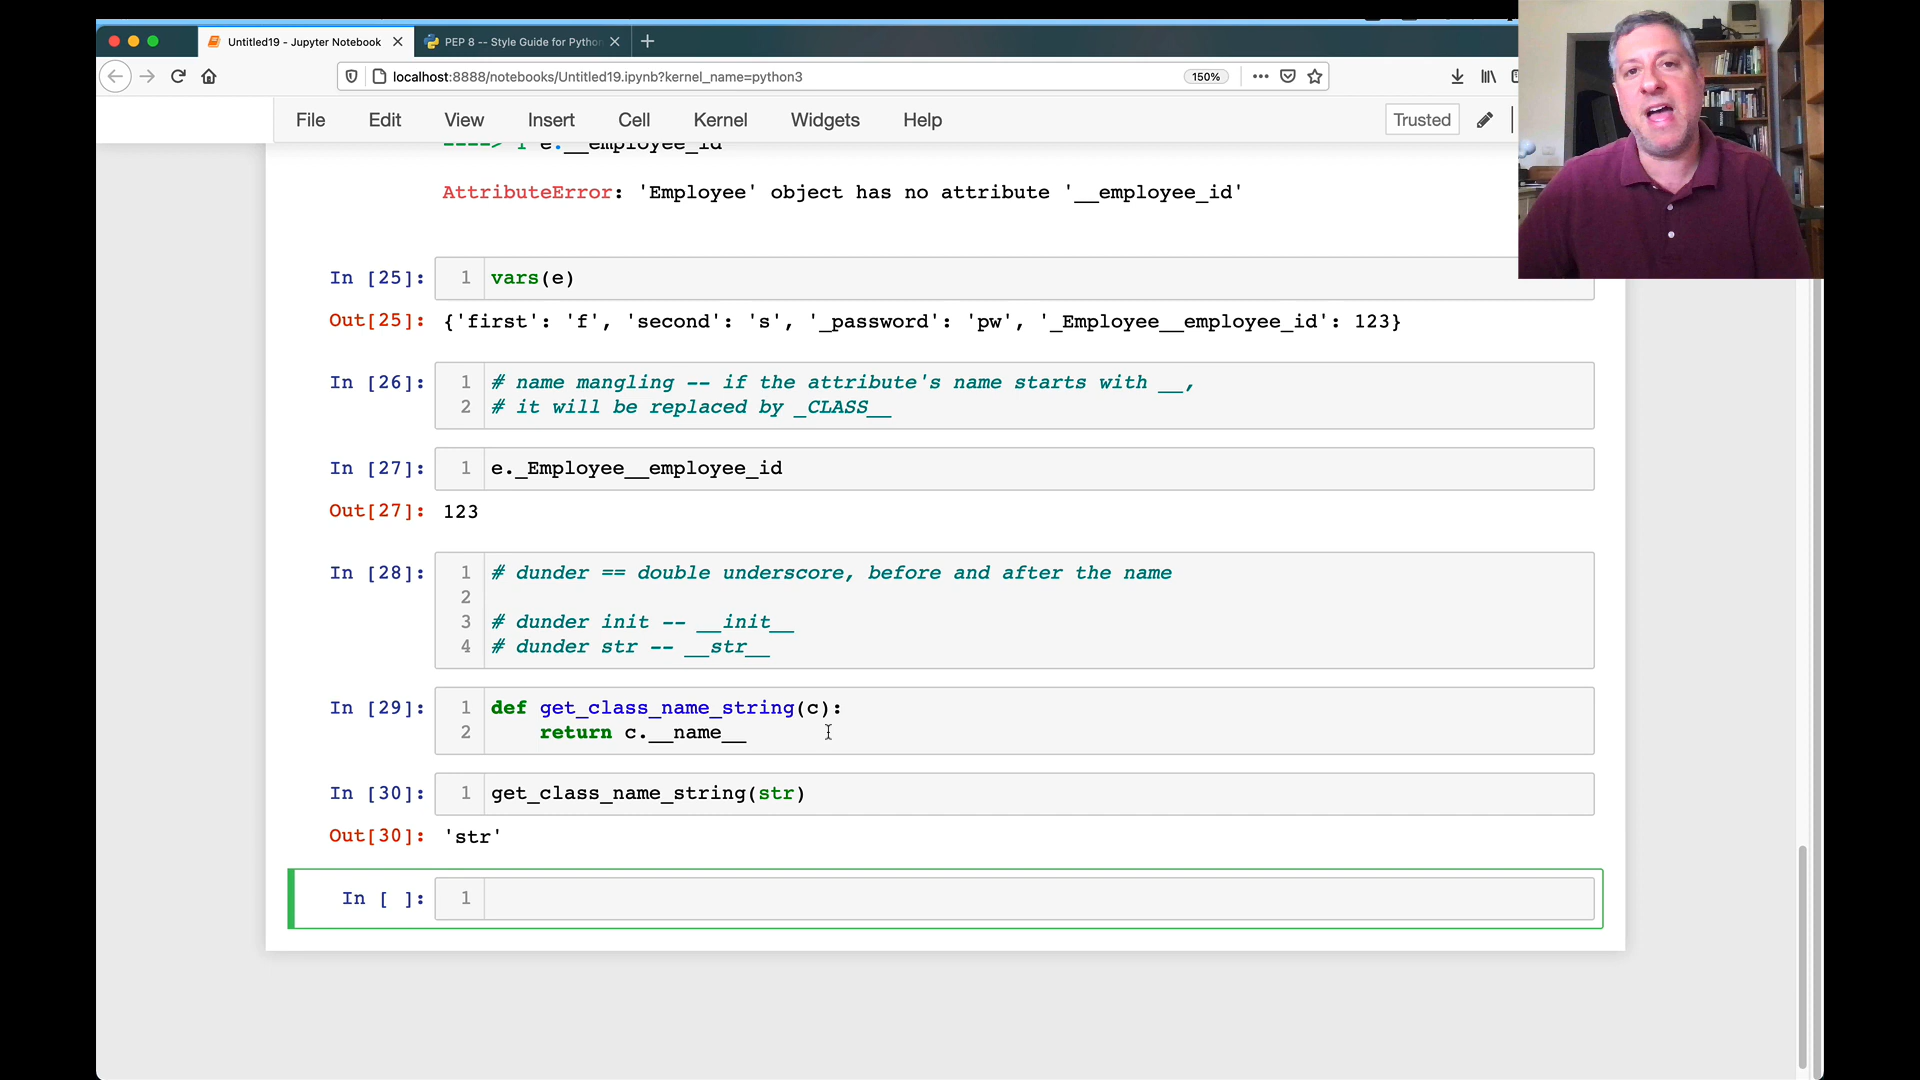 Untitled19 - Jupyter Notebook
PEP 8 -- Style Guide for Pytho
localhost:8888/notebooks/Untitled19.ipynb?kernel_name=python3
150%
File Edit View Insert Cell Kernel Widgets Help
Trusted
----> 1 e.__employee_id
AttributeError: 'Employee' object has no attribute '__employee_id'
In [25]: 1 vars(e)
Out[25]: {'first': 'f', 'second': 's', '_password': 'pw', '_Employee__employee_id': 123}
In [26]: 1 # name mangling -- if the attribute's name starts with __,
2 # it will be replaced by _CLASS__
In [27]: 1 e._Employee__employee_id
Out[27]: 123
In [28]: 1 # dunder == double underscore, before and after the name
2
3 # dunder init -- __init__
4 # dunder str -- __str__
In [29]: 1 def get_class_name_string(c):
2 return c.__name__
In [30]: 1 get_class_name_string(str)
Out[30]: 'str'
In [ ]: 1